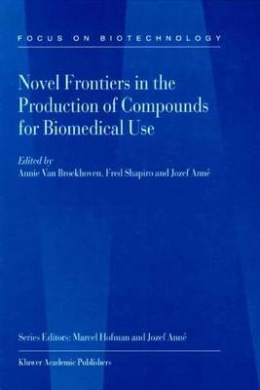 FOCUS ON BIOTECHNOLOGY
Novel Frontiers in the
Production of Compounds
for Biomedical Use
Edited by
Annie Van Broekhoven, Fred Shapiro and Jozef Anné
Series Editors: Marcel Hofman and Jozef Anné
Kluwer Academic Publishers